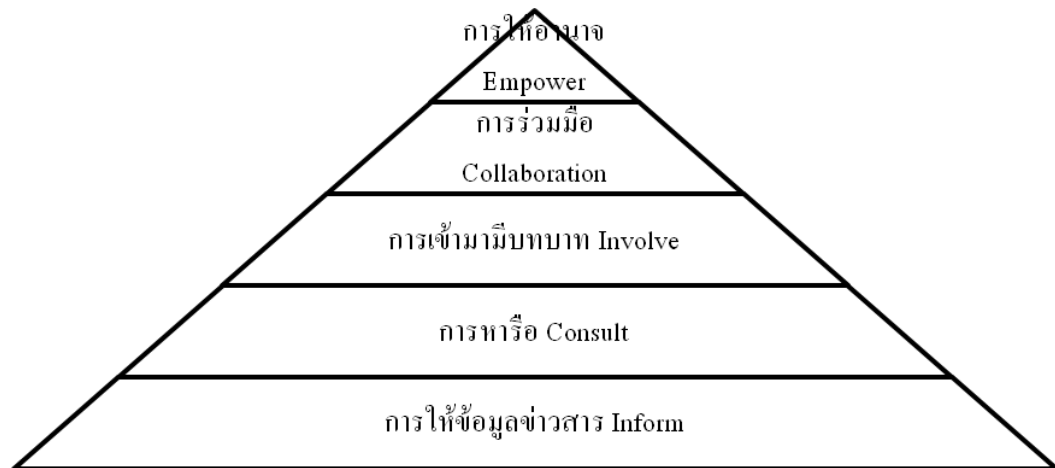 การให้อำนาจ
Empower
การร่วมมือ
Collaboration
การเข้ามามีบทบาท Involve
การหารือ Consult
การให้ข้อมูลข่าวสาร Inform